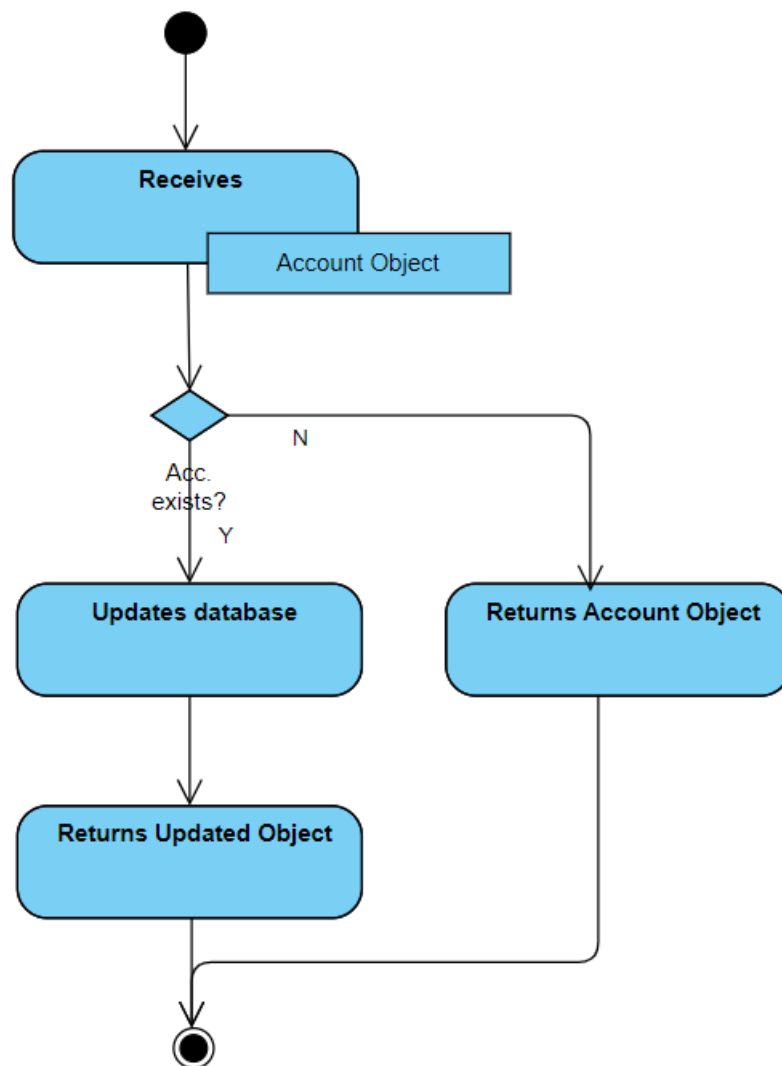 Receives
Account Object
N
Acc.
exists?
Y
Updates database
Returns Account Object
Returns Updated Object